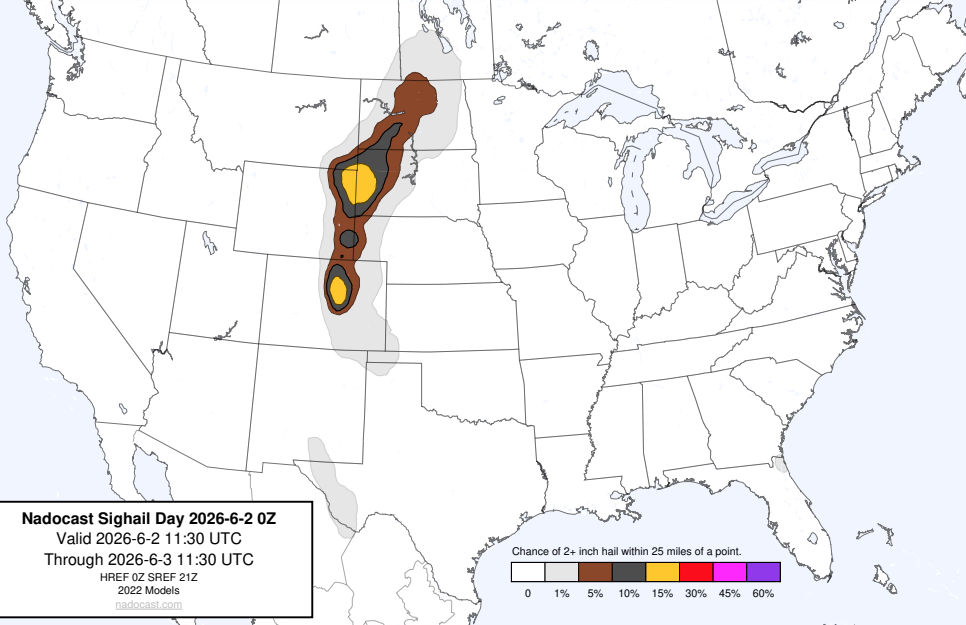 Nadocast Sighail Day 2026-6-2 0Z
Valid 2026-6-2 11:30 UTC
Through 2026-6-3 11:30 UTC
HREF 0Z SREF 21Z
2022 Models
nadocast.com
Chance of 2+ inch hail within 25 miles of a point.
0 1% 5% 10% 15% 30% 45% 60%